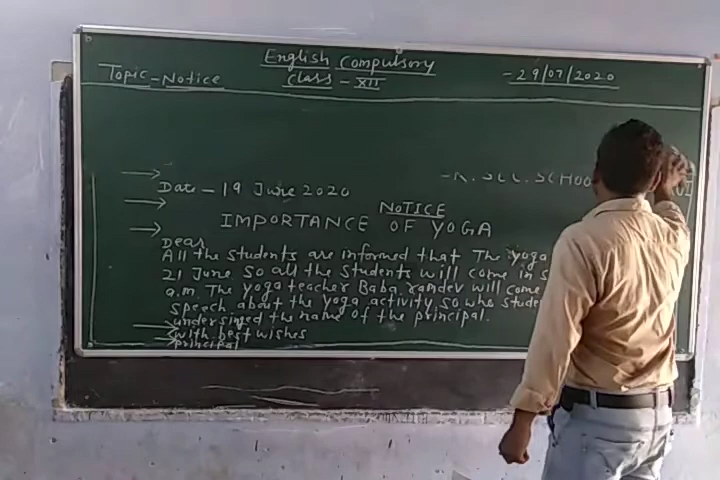 English Compulsory
Topic - Notice Class - XII - 29/07/2020
SCHOO
Date - 19 June 2020
NOTICE
IMPORTANCE OF YOGA
Dear
All the students are informed that The yoga
21 June so all the students will come in s
a.m. The yoga teacher Baba ramdev will come
speech about the yoga activity, so who stude
undersinged the name of the principal.
with best wishes
principal